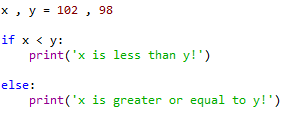 x , y = 102 , 98
if x < y:
    print('x is less than y!')
else:
    print('x is greater or equal to y!')